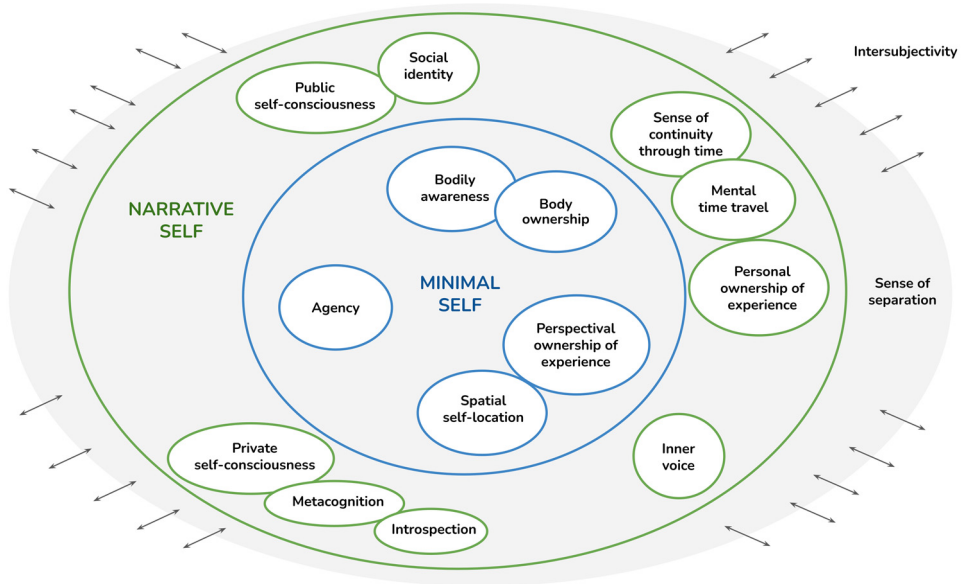 Social
identity
Intersubjectivity
Public
self-consciousness
Sense of
continuity
through time
Bodily
awareness
Body
ownership
Mental
time travel
NARRATIVE
SELF
MINIMAL
SELF
Personal
ownership of
experience
Sense of
separation
Agency
Perspectival
ownership of
experience
Spatial
self-location
Private
self-consciousness
Inner
voice
Metacognition
Introspection